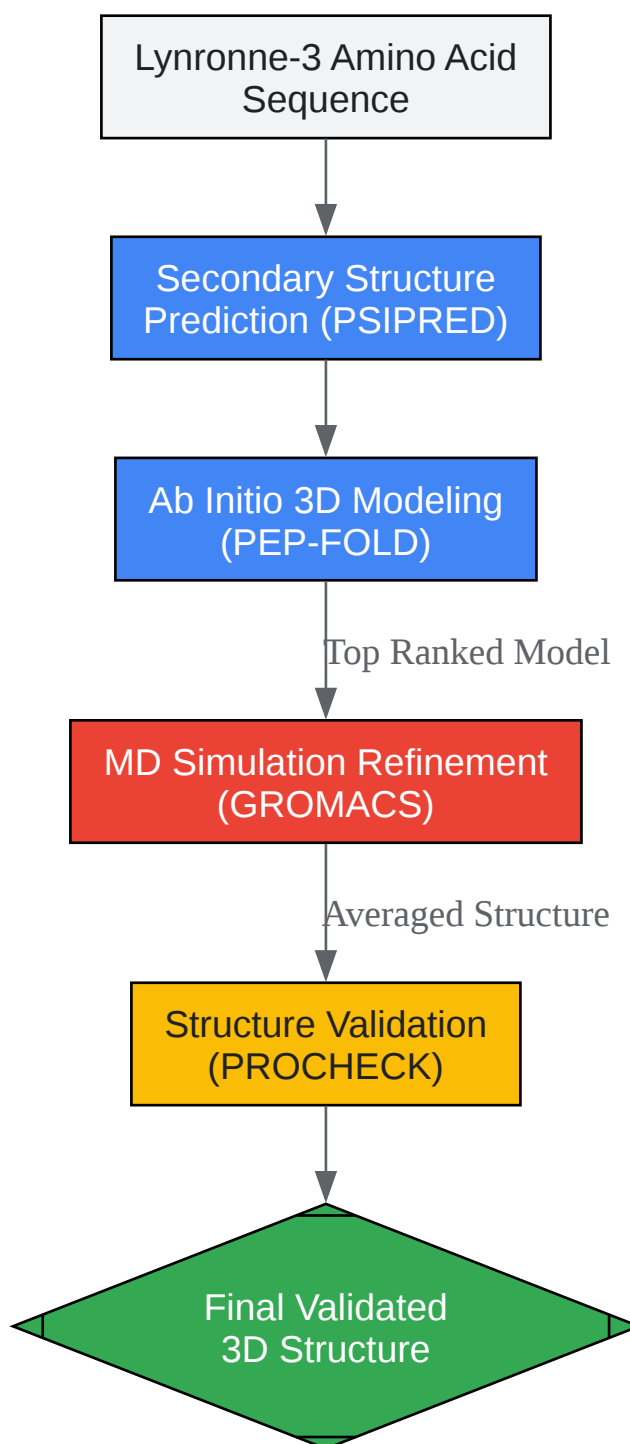 Lynronne-3 Amino Acid
Sequence
Secondary Structure
Prediction (PSIPRED)
Ab Initio 3D Modeling
(PEP-FOLD)
Top Ranked Model
MD Simulation Refinement
(GROMACS)
Averaged Structure
Structure Validation
(PROCHECK)
Final Validated
3D Structure